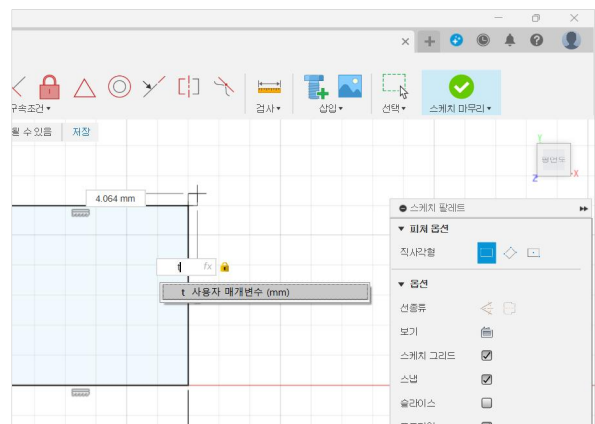 구속조건 ▾
검사 ▾
삽입 ▾
선택 ▾
스케치 마무리 ▾
될 수 있음
저장
Y
X
Z
4.064 mm
t fx
t 사용자 매개변수 (mm)
스케치 팔레트
▼ 피처 옵션
직사각형
▼ 옵션
선종류
보기
스케치 그리드
스냅
슬라이스